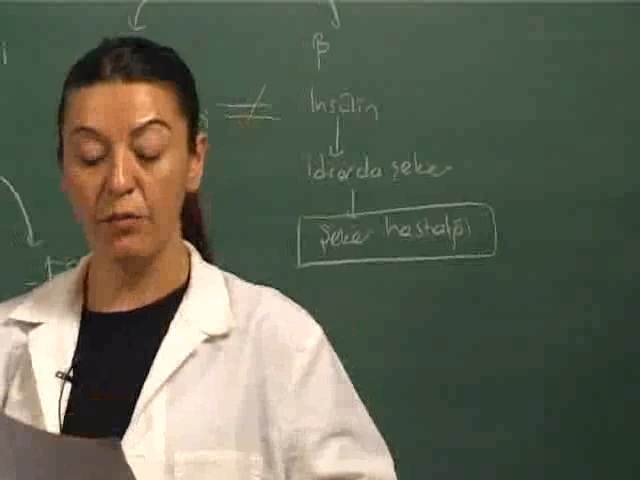 β
İnsülin
İdrarda şeker
Şeker hastalığı